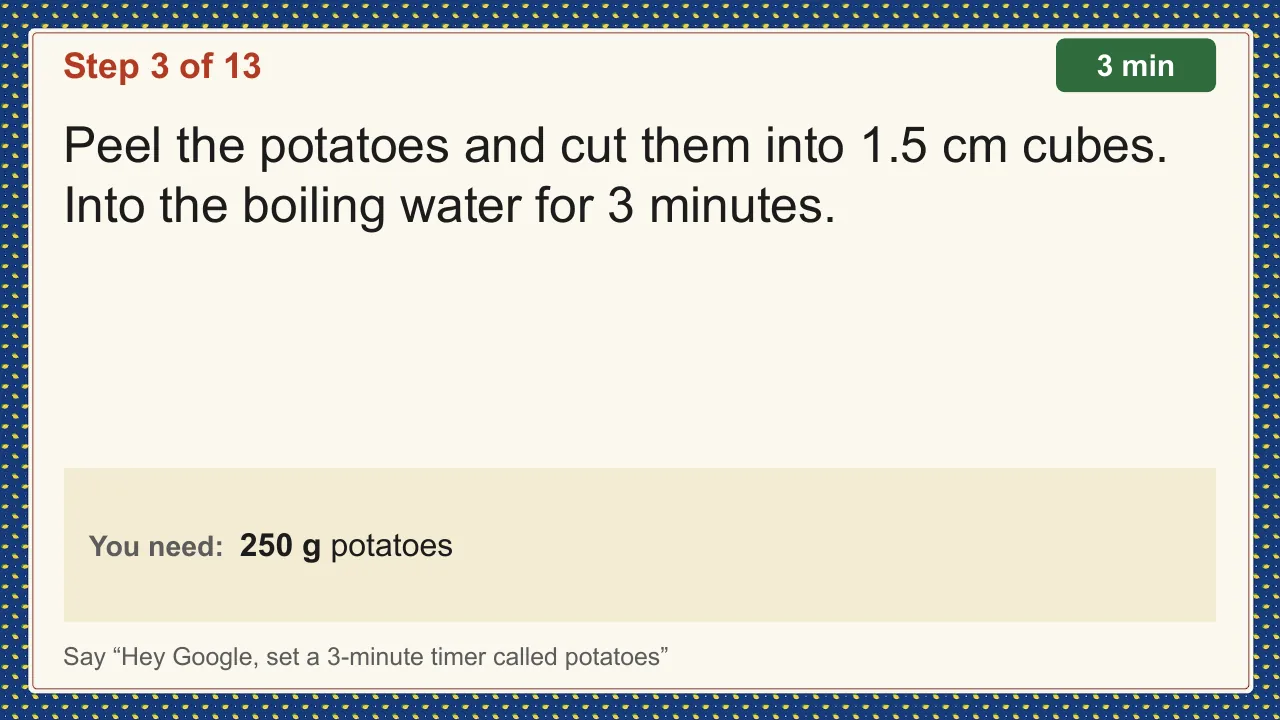 Step 3 of 13
3 min
Peel the potatoes and cut them into 1.5 cm cubes.
Into the boiling water for 3 minutes.
You need: 250 g potatoes
Say “Hey Google, set a 3-minute timer called potatoes”